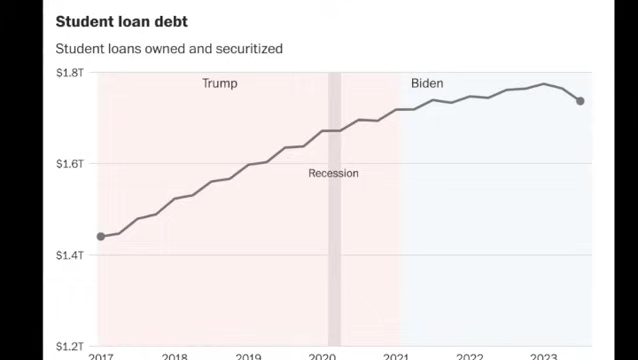 Student loan debt
Student loans owned and securitized
$1.8T
Trump
Biden
$1.6T
Recession
$1.4T
$1.2T
2017 2018 2019 2020 2021 2022 2023